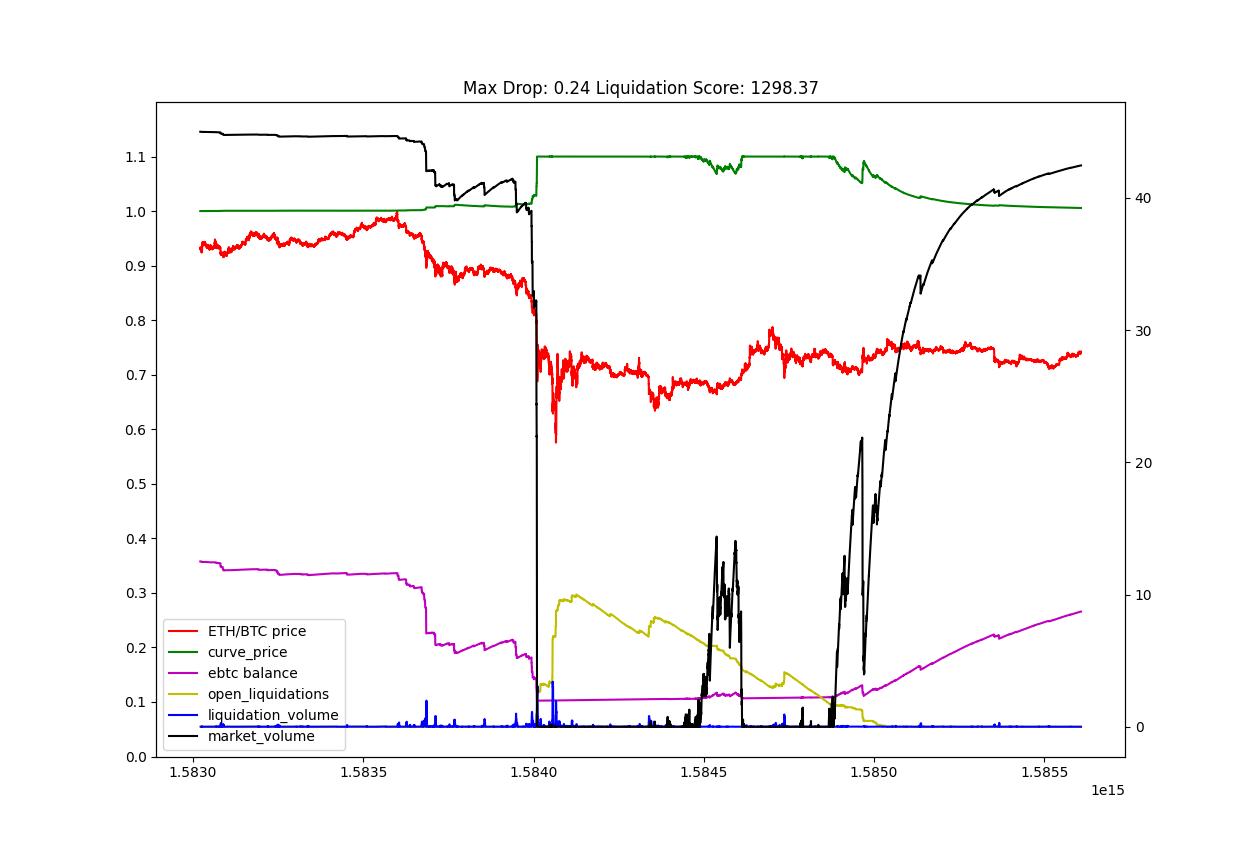 Max Drop: 0.24 Liquidation Score: 1298.37
1.1
1.0
0.9
0.8
0.7
0.6
0.5
0.4
0.3
0.2
0.1
0.0
40
30
20
10
0
ETH/BTC price
curve_price
ebtc balance
open_liquidations
liquidation_volume
market_volume
1.5830 1.5835 1.5840 1.5845 1.5850 1.5855
1e15